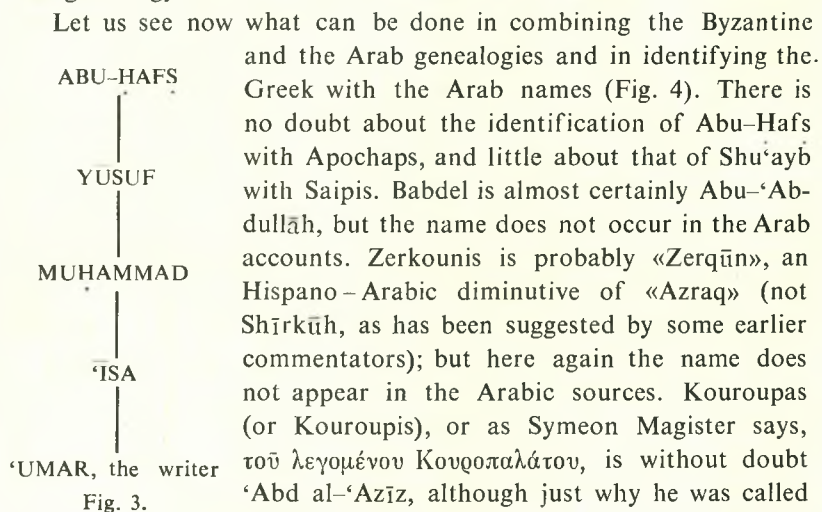 Let us see now what can be done in combining the Byzantine
and the Arab genealogies and in identifying the
Greek with the Arab names (Fig. 4). There is
no doubt about the identification of Abu–Ḥafṣ
with Apochaps, and little about that of Shu‘ayb
with Saipis. Babdel is almost certainly Abu–‘Ab-
dullāh, but the name does not occur in the Arab
accounts. Zerkounis is probably «Zerqūn», an
Hispano–Arabic diminutive of «Azraq» (not
Shīrkūh, as has been suggested by some earlier
commentators); but here again the name does
not appear in the Arabic sources. Kouroupas
(or Kouroupis), or as Symeon Magister says,
τοῦ λεγομένου Κουροπαλάτου, is without doubt
‘Abd al–‘Azīz, although just why he was called
ABU–ḤAFṢ
YŪSUF
MUḤAMMAD
‘ĪSA
‘UMAR, the writer
Fig. 3.